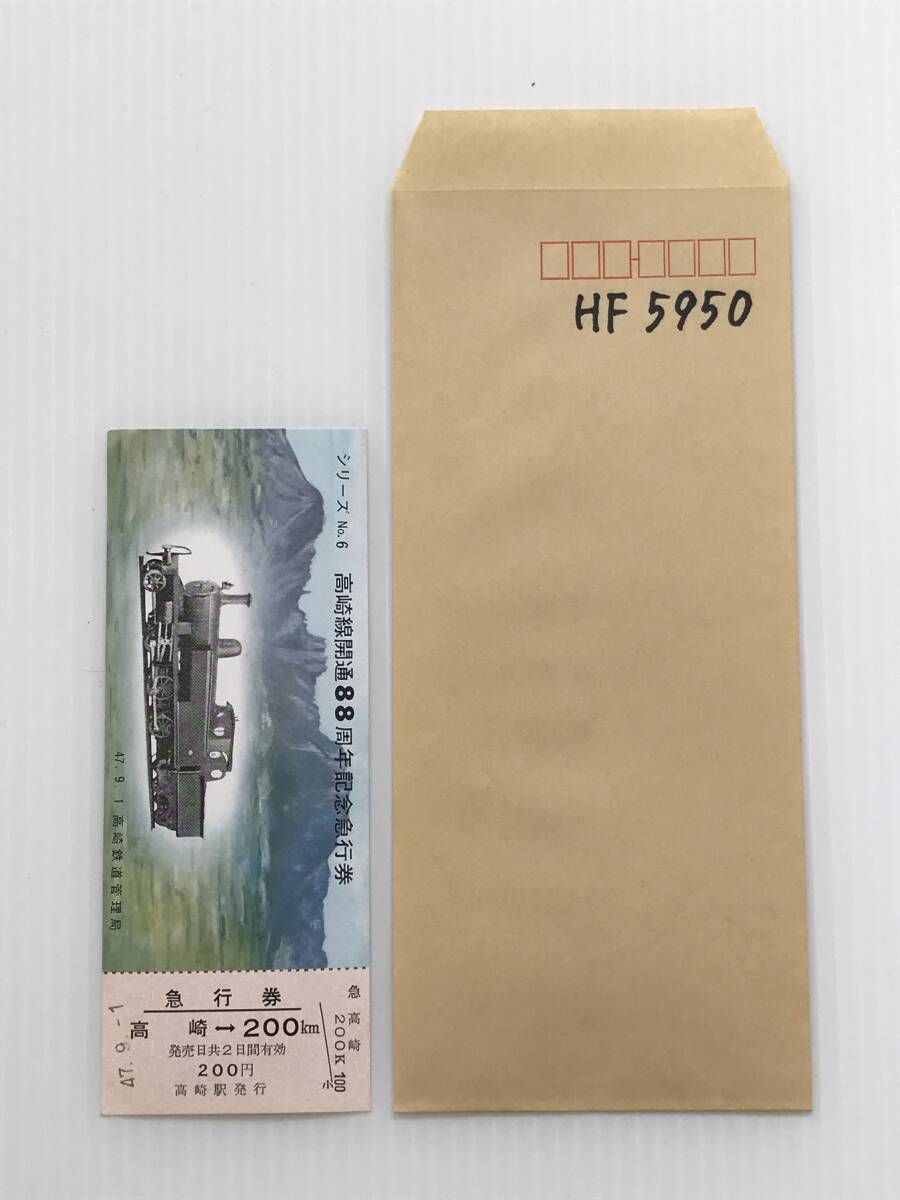 HF 5950
シリーズ No.6 高崎線開通88周年記念急行券
47.9.1 高崎鉄道管理局
急行券
高崎→200km
発売日共2日間有効
200円
高崎駅発行
47.9.-1
急 高崎
200K
小 100